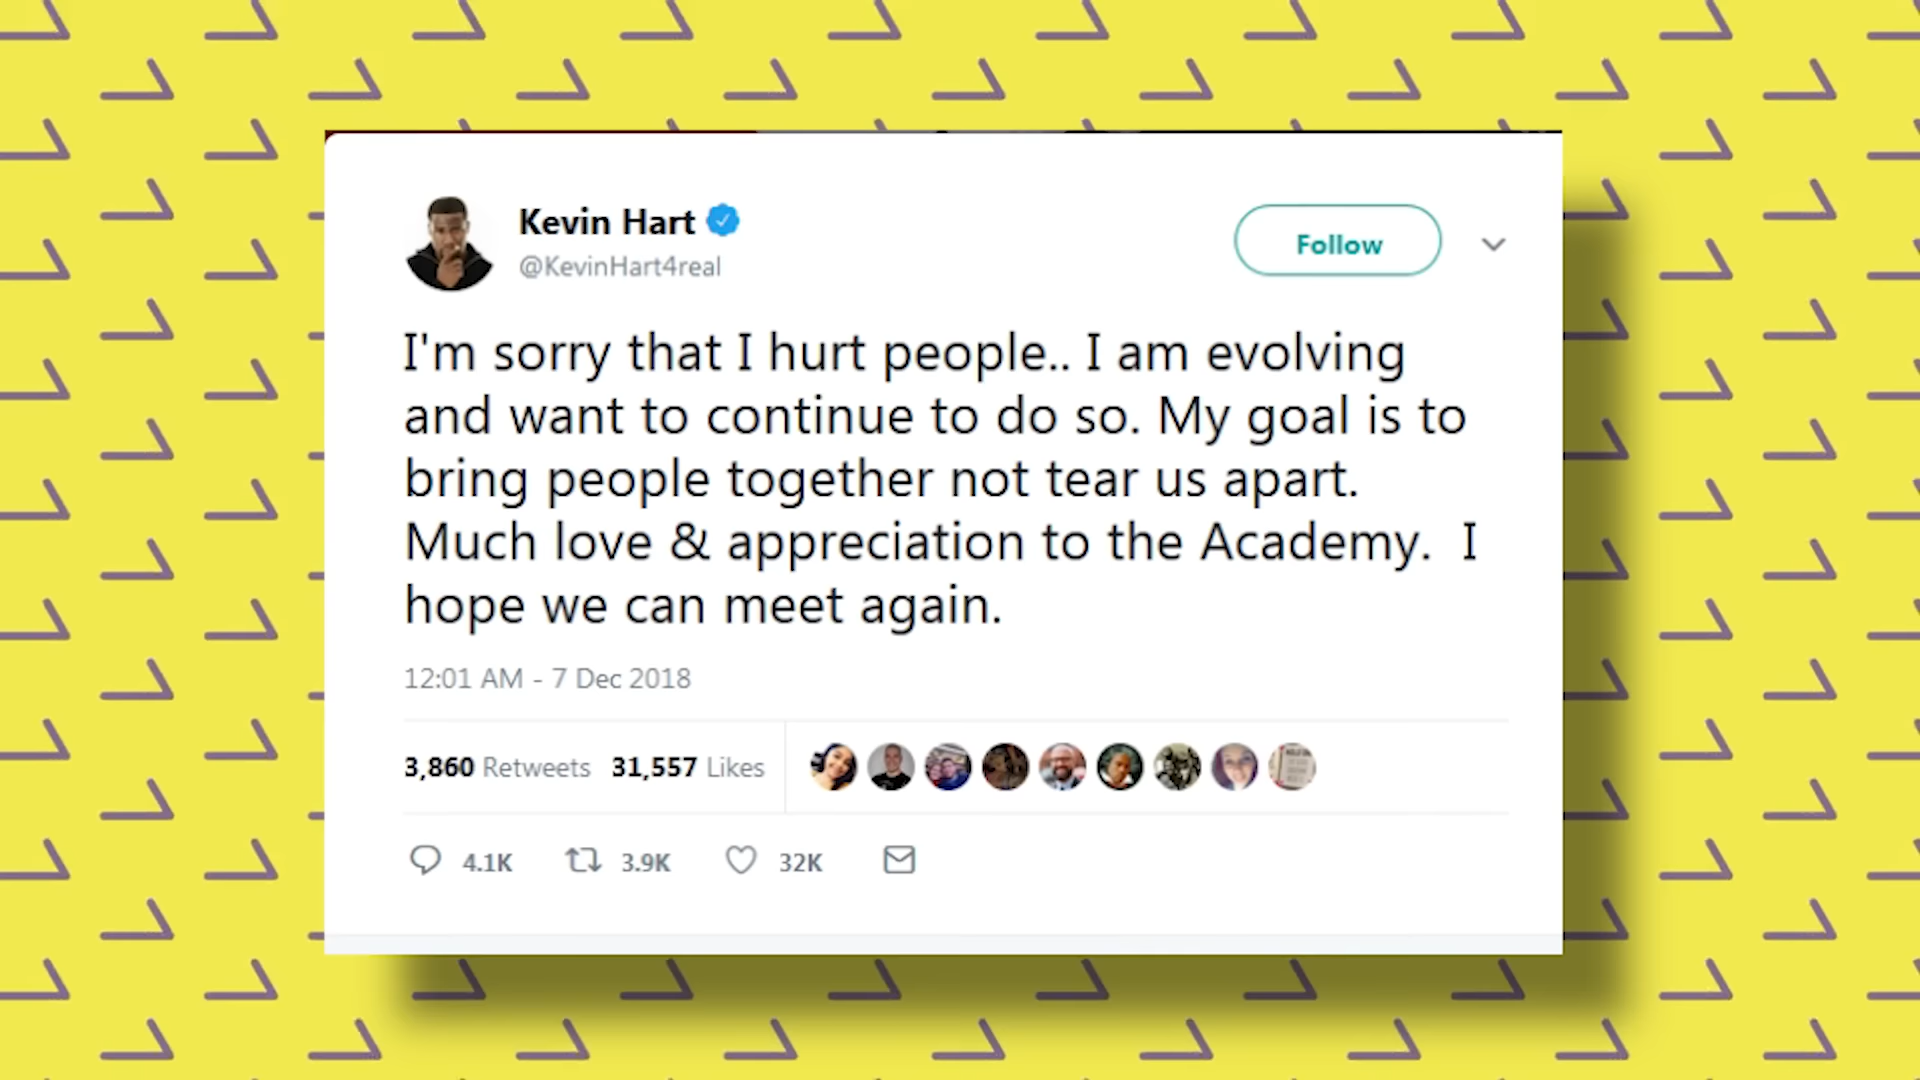 Kevin Hart
@KevinHart4real
Follow
I'm sorry that I hurt people.. I am evolving
and want to continue to do so. My goal is to
bring people together not tear us apart.
Much love & appreciation to the Academy.  I
hope we can meet again.
12:01 AM - 7 Dec 2018
3,860 Retweets 31,557 Likes
4.1K 3.9K 32K